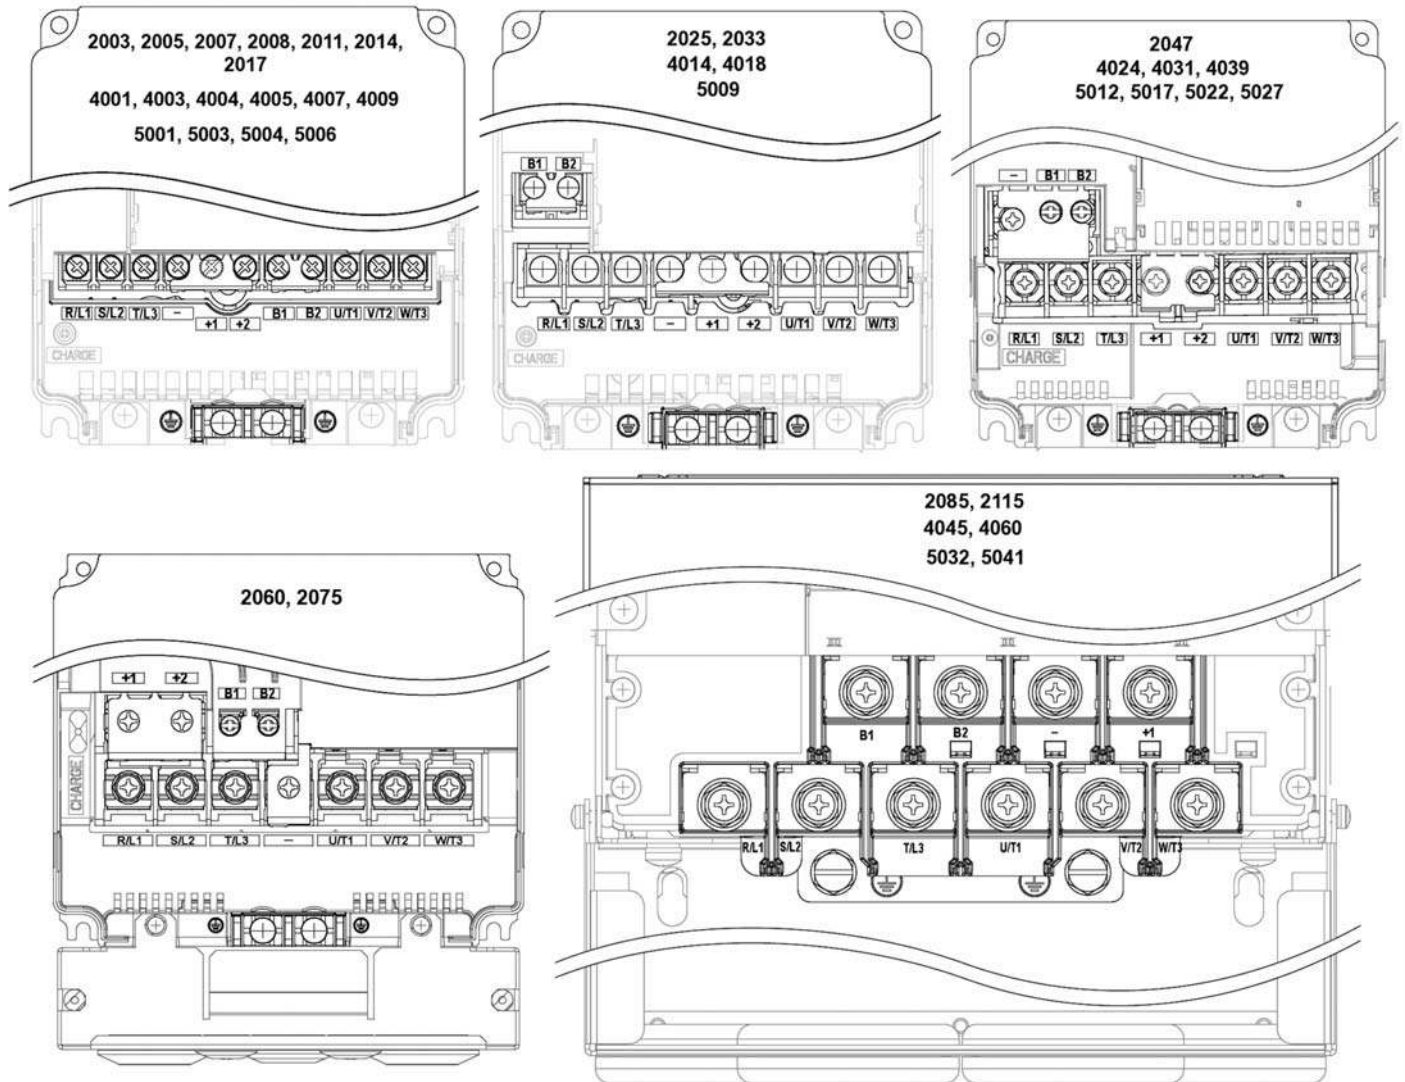 2003, 2005, 2007, 2008, 2011, 2014,
2017
4001, 4003, 4004, 4005, 4007, 4009
5001, 5003, 5004, 5006
R/L1 S/L2 T/L3 − B1 B2 U/T1 V/T2 W/T3
+1 +2
CHARGE
2025, 2033
4014, 4018
5009
B1 B2
R/L1 S/L2 T/L3 − +1 +2 U/T1 V/T2 W/T3
CHARGE
2047
4024, 4031, 4039
5012, 5017, 5022, 5027
− B1 B2
R/L1 S/L2 T/L3 +1 +2 U/T1 V/T2 W/T3
CHARGE
2060, 2075
+1 +2
B1 B2
CHARGE
R/L1 S/L2 T/L3 − U/T1 V/T2 W/T3
2085, 2115
4045, 4060
5032, 5041
B1 B2 − +1
R/L1 S/L2 T/L3 U/T1 V/T2 W/T3